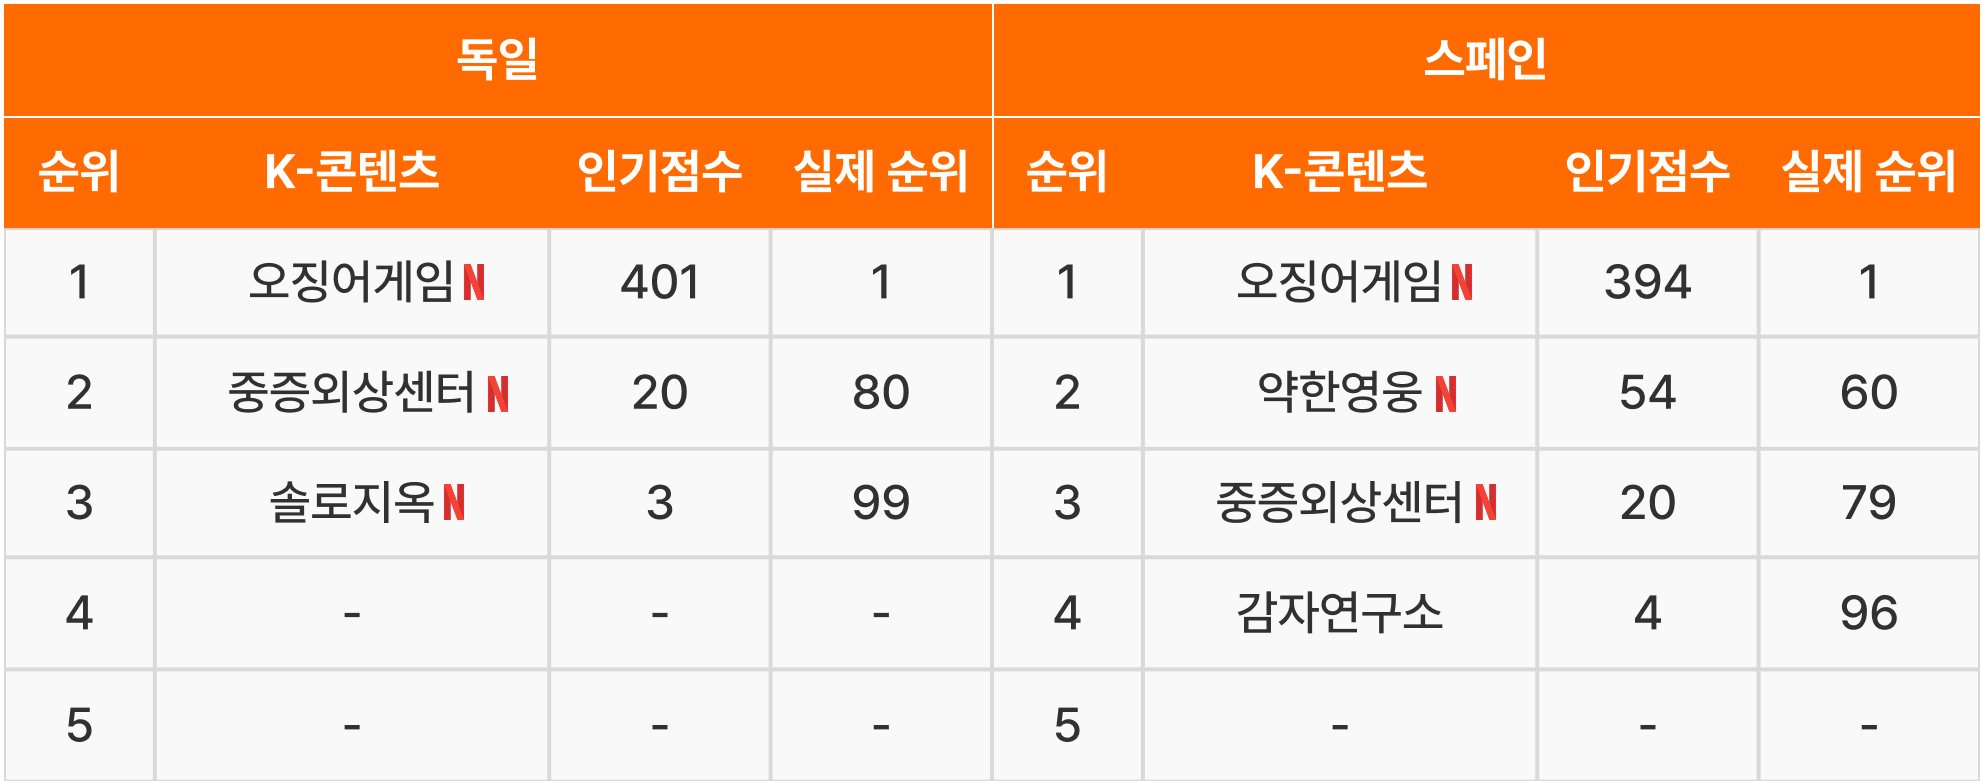 독일 스페인
순위 K-콘텐츠 인기점수 실제 순위 순위 K-콘텐츠 인기점수 실제 순위
1 오징어게임 N 401 1 1 오징어게임 N 394 1
2 중증외상센터 N 20 80 2 약한영웅 N 54 60
3 솔로지옥 N 3 99 3 중증외상센터 N 20 79
4 - - - 4 감자연구소 4 96
5 - - - 5 - - -